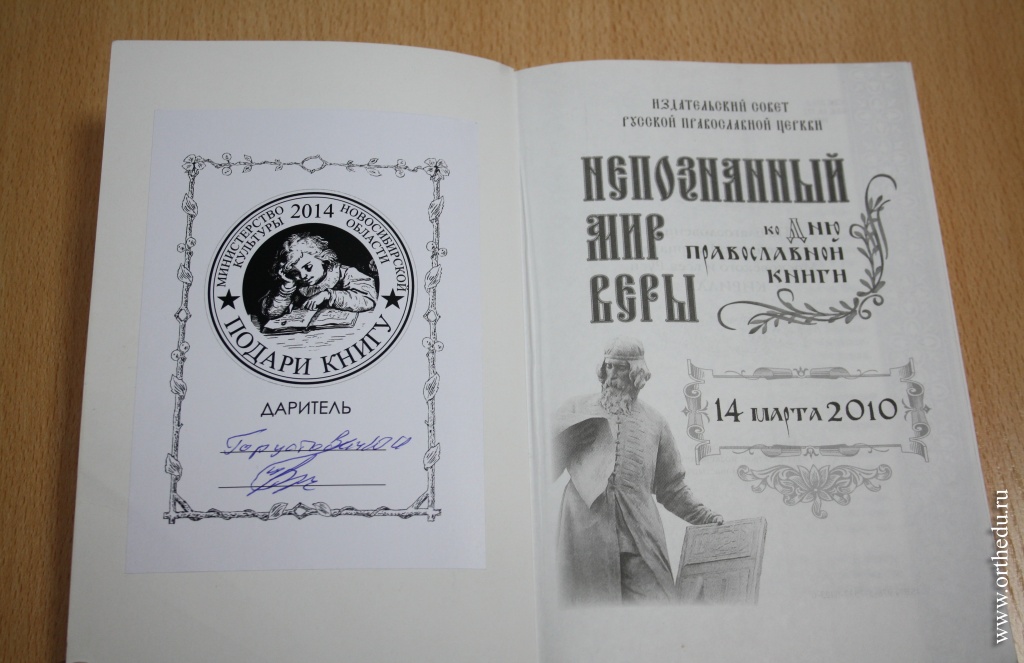 МИНИСТЕРСТВО
КУЛЬТУРЫ
2014
НОВОСИБИРСКОЙ
ОБЛАСТИ
ПОДАРИ КНИГУ
ДАРИТЕЛЬ
ИЗДАТЕЛЬСКИЙ СОВЕТ
РУССКОЙ ПРАВОСЛАВНОЙ ЦЕРКВИ
НЕПОЗНАННЫЙ
МИР
ВЕРЫ
КО ДНЮ
ПРАВОСЛАВНОЙ
КНИГИ
14 МАРТА 2010
www.orthedu.ru